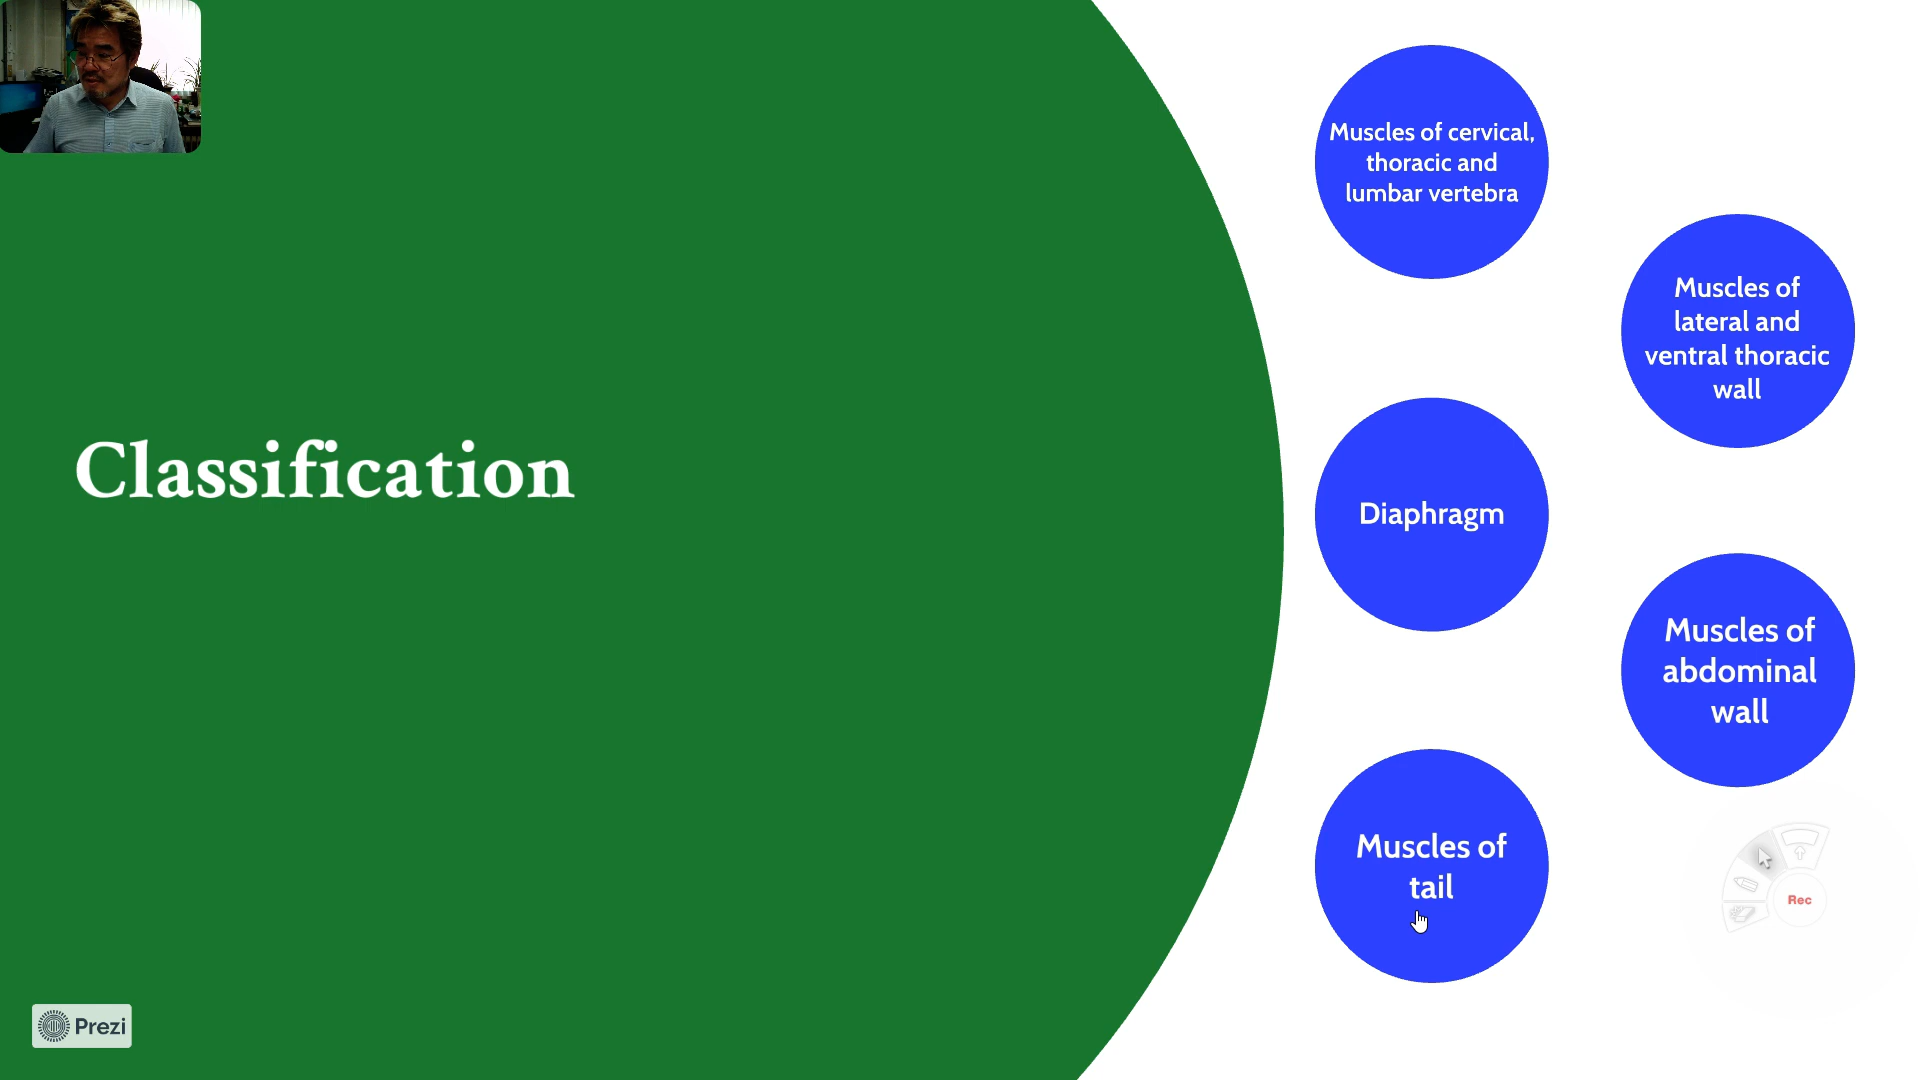 Classification
Muscles of cervical,
thoracic and
lumbar vertebra
Muscles of
lateral and
ventral thoracic
wall
Diaphragm
Muscles of
abdominal
wall
Muscles of
tail
Rec
Prezi